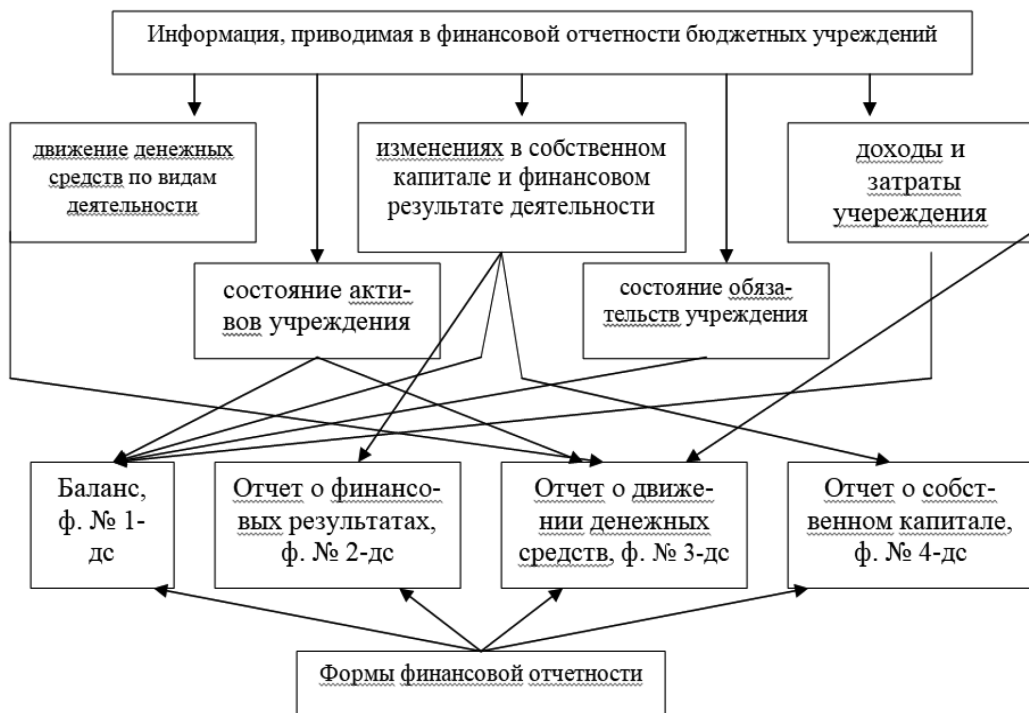 Информация, приводимая в финансовой отчетности бюджетных учреждений
движение денежных
средств по видам
деятельности
изменениях в собственном
капитале и финансовом
результате деятельности
доходы и
затраты
учереждения
состояние акти-
вов учреждения
состояние обяза-
тельств учреждения
Баланс,
ф. № 1-
дс
Отчет о финансо-
вых результатах,
ф. № 2-дс
Отчет о движе-
нии денежных
средств, ф. № 3-дс
Отчет о собст-
венном капитале,
ф. № 4-дс
Формы финансовой отчетности